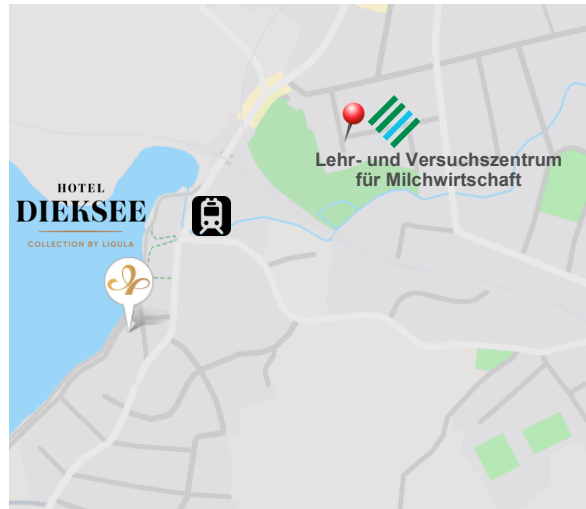 Lehr- und Versuchszentrum
für Milchwirtschaft
HOTEL
DIEKSEE
COLLECTION BY LIGULA